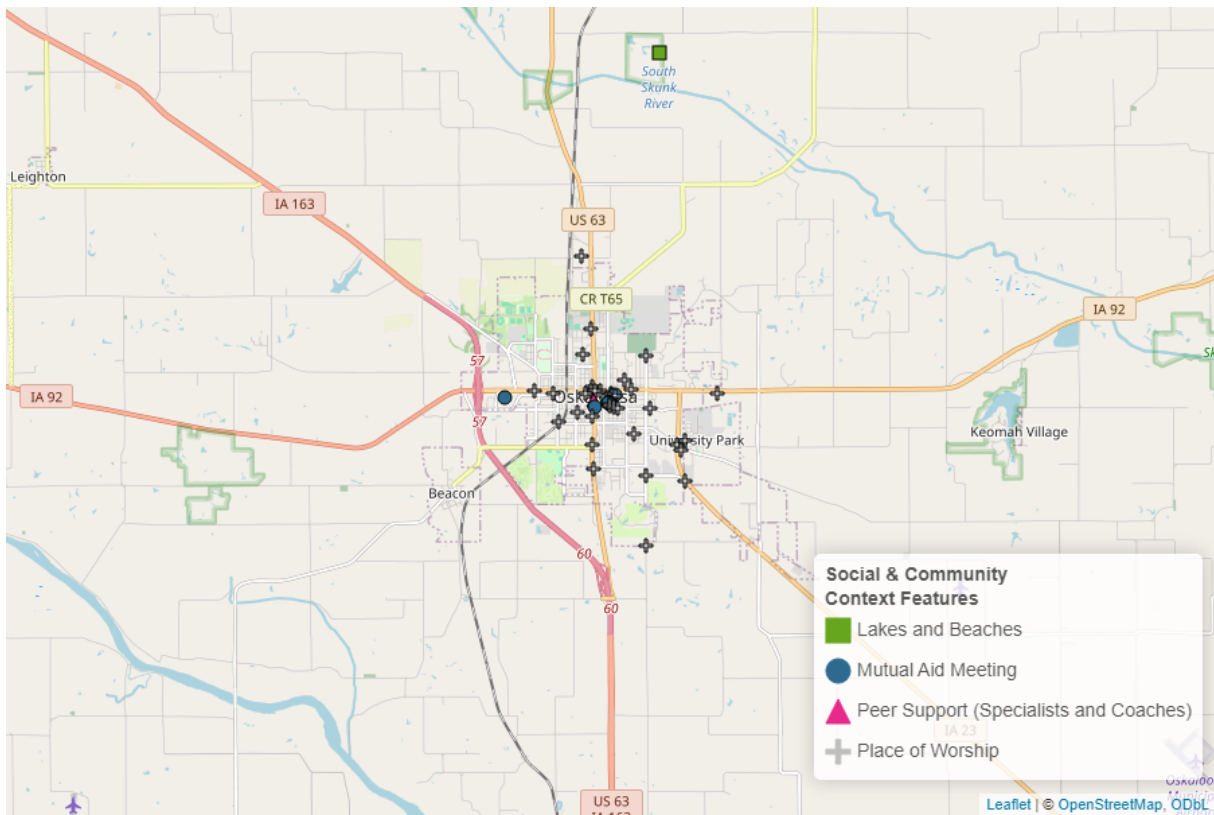 South
Skunk
River
Leighton
IA 163
US 63
CR T65
IA 92
57
IA 92
57
University Park
Keomah Village
Beacon
60
60
Social & Community
Context Features
Lakes and Beaches
Mutual Aid Meeting
Peer Support (Specialists and Coaches)
IA 23
Place of Worship
US 63
Leaflet | © OpenStreetMap, ODbL